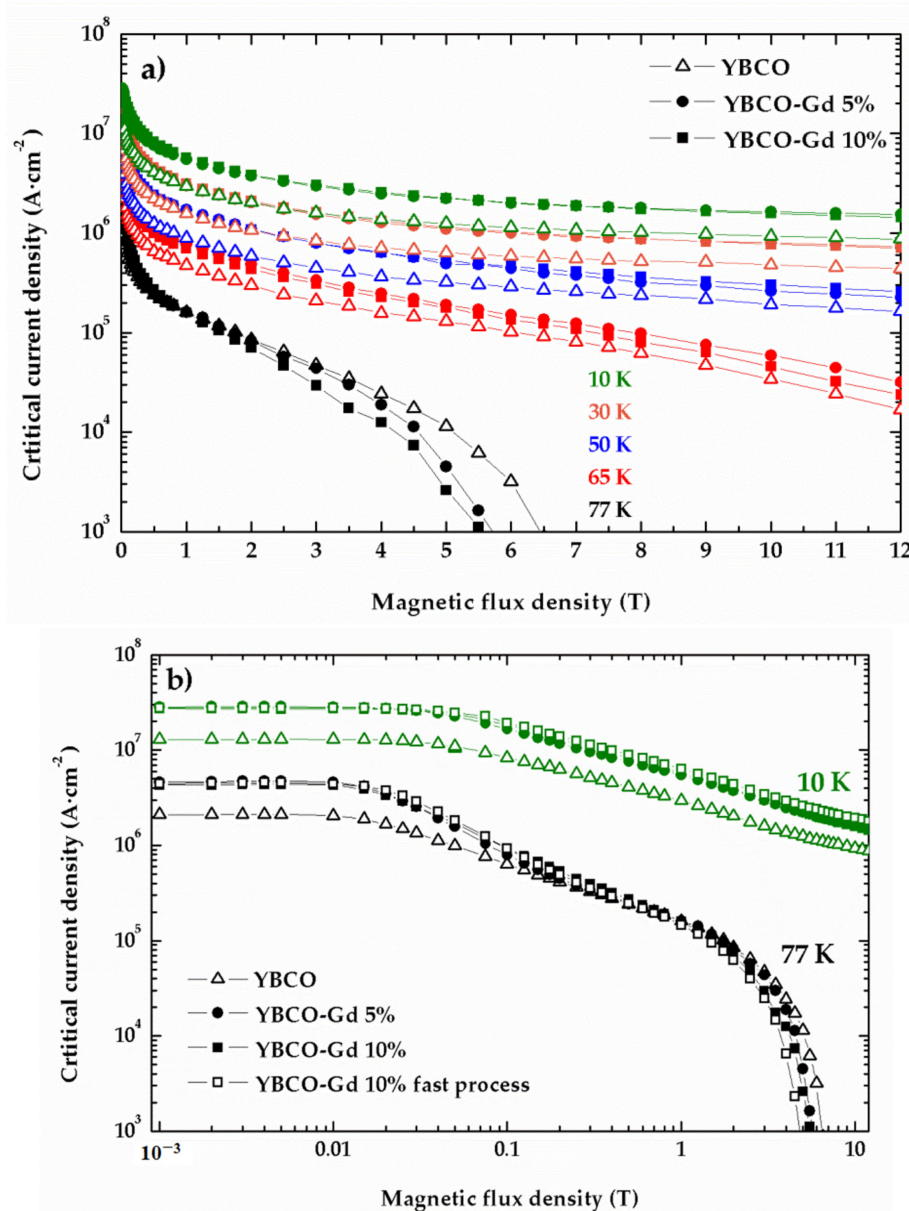 a)
YBCO
YBCO-Gd 5%
YBCO-Gd 10%
Crtitical current density (A·cm⁻²)
10⁸
10⁷
10⁶
10⁵
10⁴
10³
10 K
30 K
50 K
65 K
77 K
0 1 2 3 4 5 6 7 8 9 10 11 12
Magnetic flux density (T)
b)
Crtitical current density (A·cm⁻²)
10⁸
10⁷
10⁶
10⁵
10⁴
10³
10 K
77 K
YBCO
YBCO-Gd 5%
YBCO-Gd 10%
YBCO-Gd 10% fast process
10⁻³ 0.01 0.1 1 10
Magnetic flux density (T)